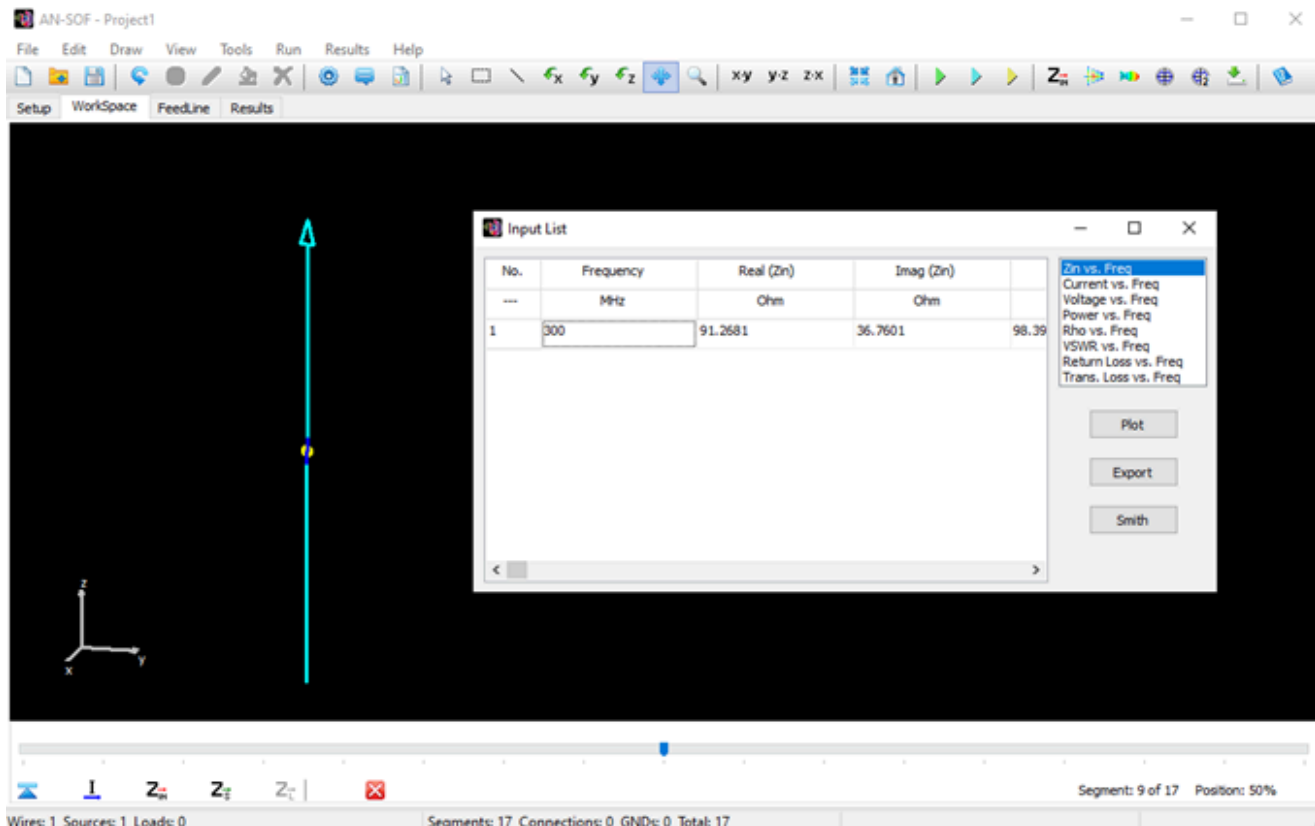 AN-SOF - Project1
File Edit Draw View Tools Run Results Help
x-y y-z z-x
Setup WorkSpace FeedLine Results
Input List
No. Frequency Real (Zin) Imag (Zin)
--- MHz Ohm Ohm
1 300 91.2681 36.7601 98.39
Zin vs. Freq
Current vs. Freq
Voltage vs. Freq
Power vs. Freq
Rho vs. Freq
VSWR vs. Freq
Return Loss vs. Freq
Trans. Loss vs. Freq
Plot
Export
Smith
z
y
x
Segment: 9 of 17 Position: 50%
Wires: 1 Sources: 1 Loads: 0 Segments: 17 Connections: 0 GNDs: 0 Total: 17